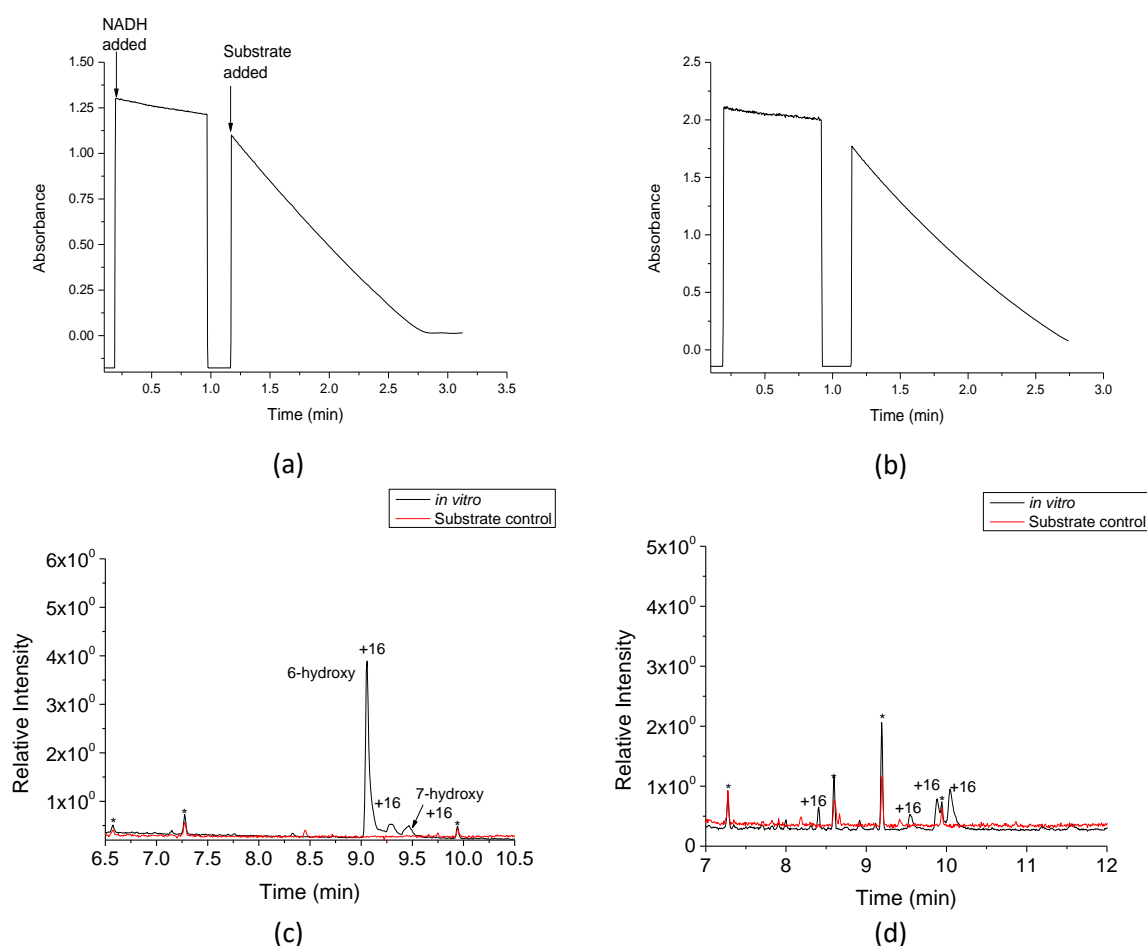 NADH
added
Substrate
added
1.50
1.25
1.00
0.75
0.50
0.25
0.00
Absorbance
0.5 1.0 1.5 2.0 2.5 3.0 3.5
Time (min)
(a)
2.5
2.0
1.5
1.0
0.5
0.0
Absorbance
0.5 1.0 1.5 2.0 2.5 3.0
Time (min)
(b)
in vitro
Substrate control
6x10⁰
5x10⁰
4x10⁰
3x10⁰
2x10⁰
1x10⁰
Relative Intensity
+16
6-hydroxy
+16
7-hydroxy
+16
* * *
6.5 7.0 7.5 8.0 8.5 9.0 9.5 10.0 10.5
Time (min)
(c)
in vitro
Substrate control
5x10⁰
4x10⁰
3x10⁰
2x10⁰
1x10⁰
0
Relative Intensity
* * * *
+16 +16 +16 +16
7 8 9 10 11 12
Time (min)
(d)